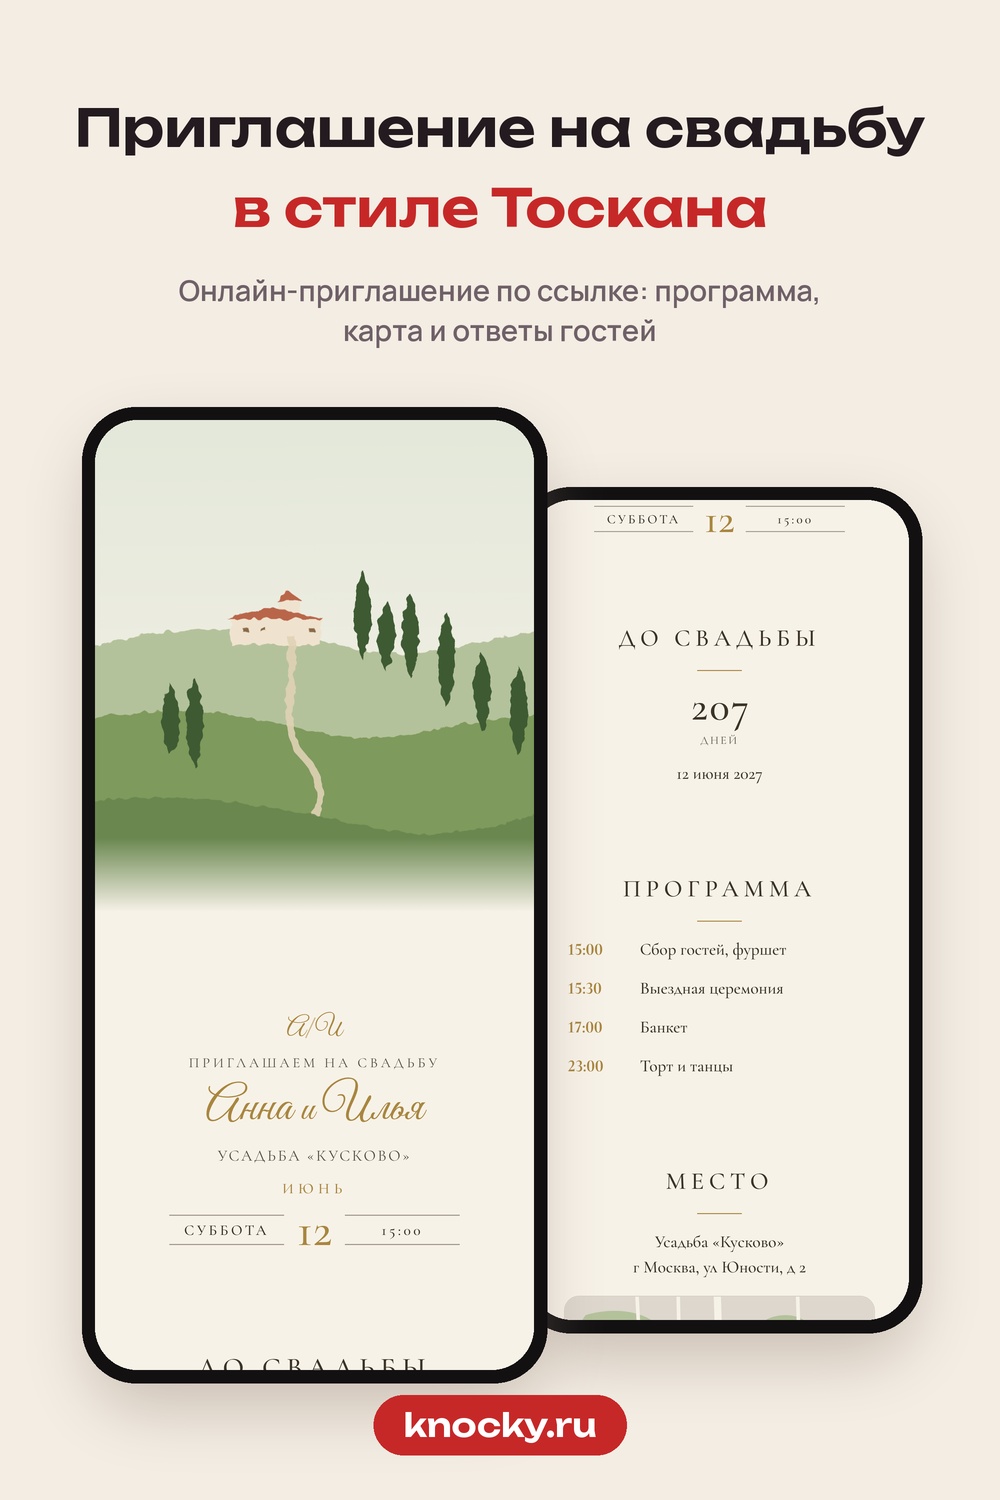 Приглашение на свадьбу
в стиле Тоскана
Онлайн-приглашение по ссылке: программа,
карта и ответы гостей
А/И
ПРИГЛАШАЕМ НА СВАДЬБУ
Анна и Илья
УСАДЬБА «КУСКОВО»
ИЮНЬ
СУББОТА 12 15:00
ДО СВАДЬБЫ
СУББОТА 12 15:00
ДО СВАДЬБЫ
207
ДНЕЙ
12 июня 2027
ПРОГРАММА
15:00 Сбор гостей, фуршет
15:30 Выездная церемония
17:00 Банкет
23:00 Торт и танцы
МЕСТО
Усадьба «Кусково»
г Москва, ул Юности, д 2
knocky.ru